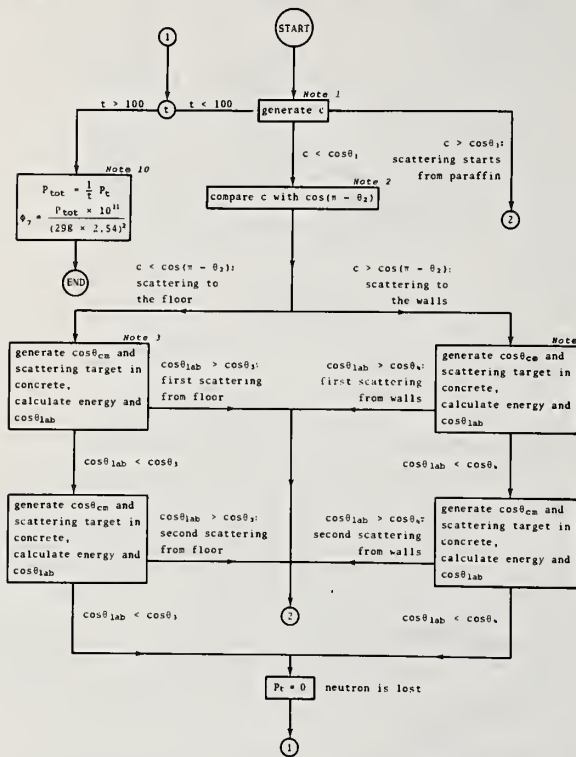 1
START
Note 1
t > 100
t
t < 100
generate c
c > cosθ₁:
scattering starts
from paraffin
2
c < cosθ₁
Note 10
P_tot = 1/t P_t
Φ₇ = P_tot × 10¹¹ / (298 × 2.54)²
END
Note 2
compare c with cos(π − θ₂)
c < cos(π − θ₂):
scattering to
the floor
c > cos(π − θ₂):
scattering to
the walls
Note 3
generate cosθcm and
scattering target in
concrete,
calculate energy and
cosθlab
cosθlab > cosθ₃:
first scattering
from floor
cosθlab > cosθ₄:
first scattering
from walls
Note
generate cosθcm and
scattering target in
concrete,
calculate energy and
cosθlab
cosθlab < cosθ₃
cosθlab < cosθ₄
generate cosθcm and
scattering target in
concrete,
calculate energy and
cosθlab
cosθlab > cosθ₃:
second scattering
from floor
cosθlab > cosθ₄:
second scattering
from walls
generate cosθcm and
scattering target in
concrete,
calculate energy and
cosθlab
cosθlab < cosθ₃
2
cosθlab < cosθ₄
Pt = 0
neutron is lost
1